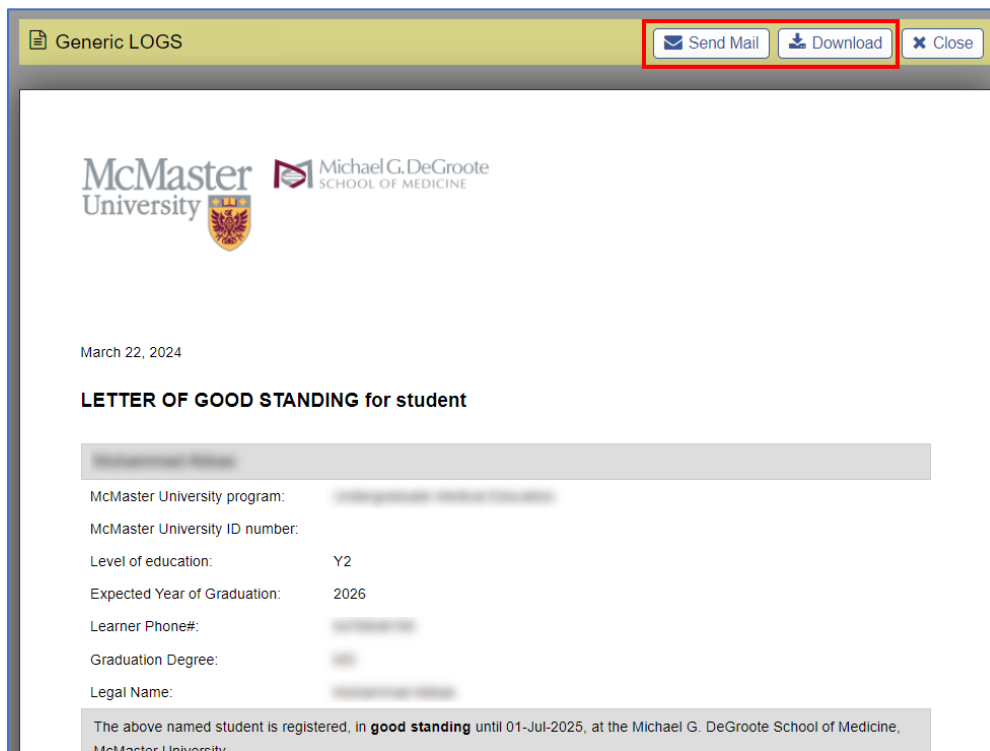 Generic LOGS
Send Mail Download Close
McMaster
University
Michael G. DeGroote
SCHOOL OF MEDICINE
March 22, 2024
LETTER OF GOOD STANDING for student
McMaster University program:
McMaster University ID number:
Level of education: Y2
Expected Year of Graduation: 2026
Learner Phone#:
Graduation Degree:
Legal Name:
The above named student is registered, in good standing until 01-Jul-2025, at the Michael G. DeGroote School of Medicine,
McMaster University